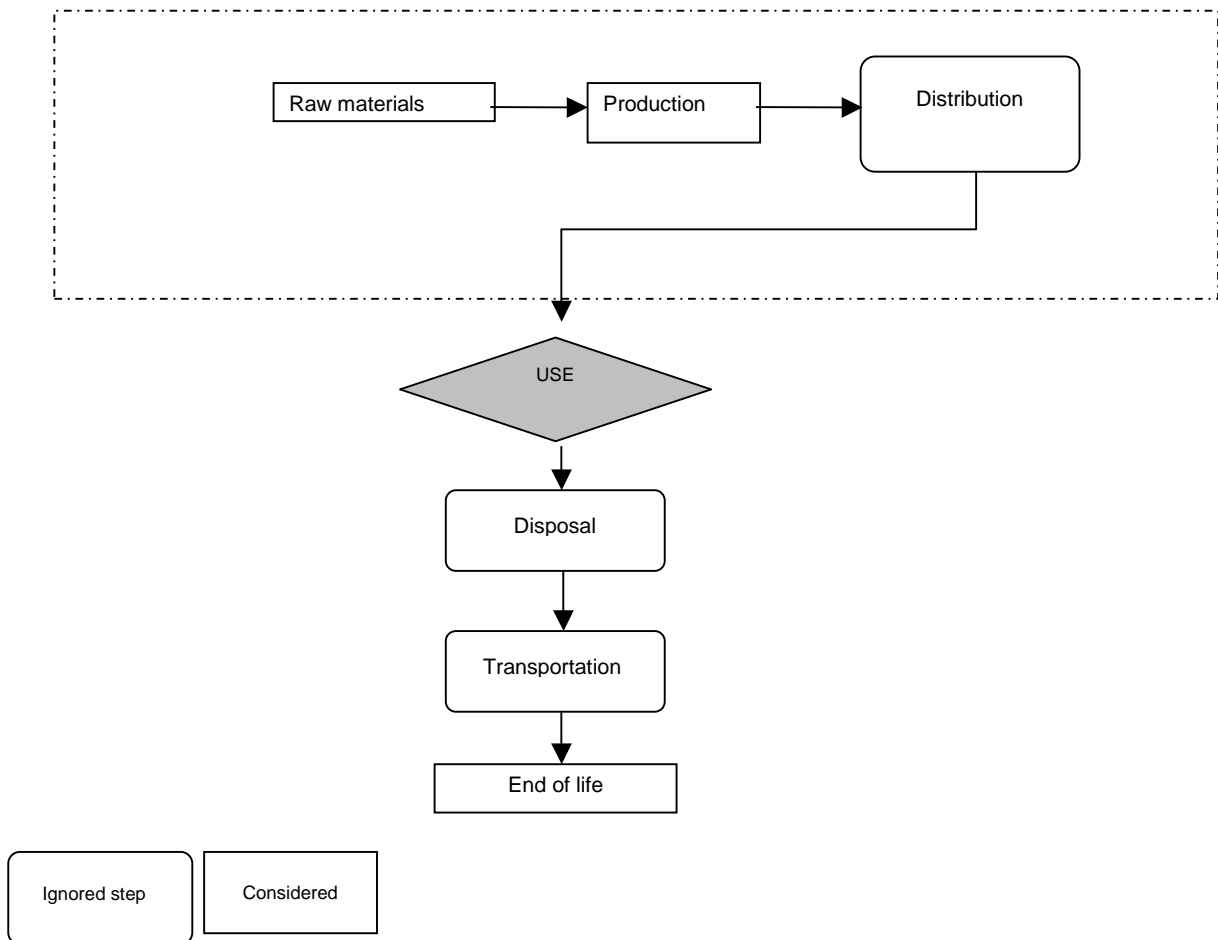 Raw materials
Production
Distribution
USE
Disposal
Transportation
End of life
Ignored step
Considered